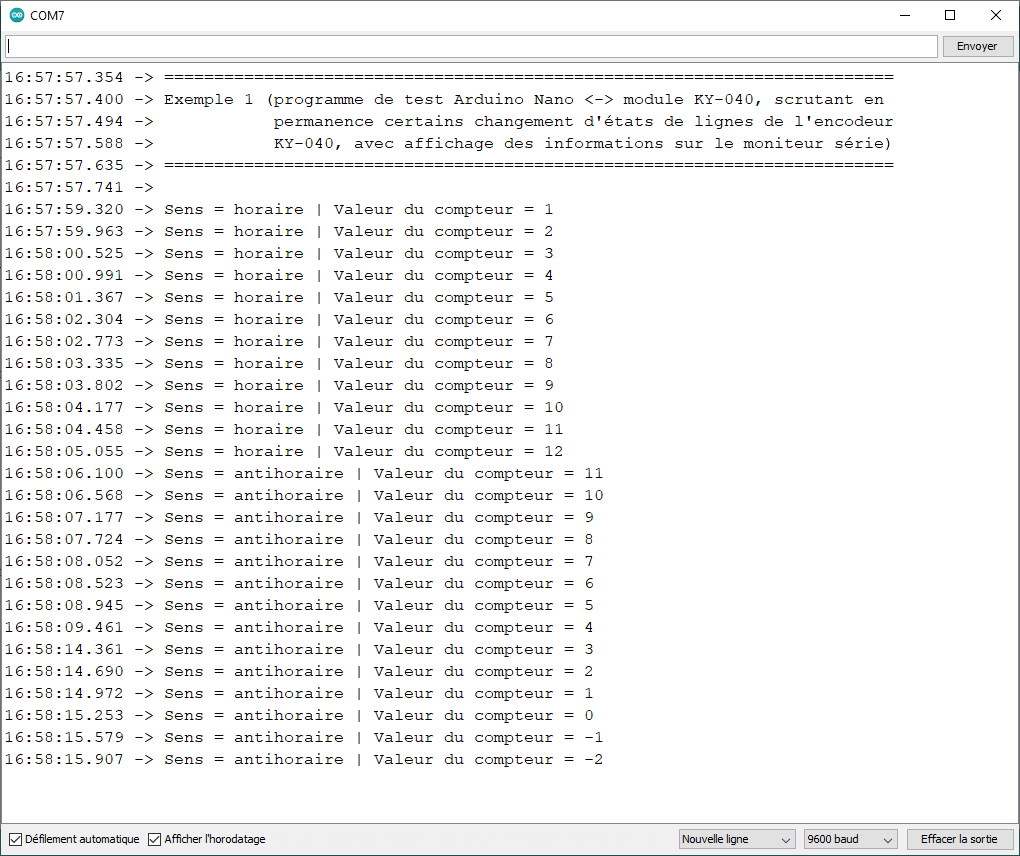 COM7
Envoyer
16:57:57.354 -> =========================================================================
16:57:57.400 -> Exemple 1 (programme de test Arduino Nano <-> module KY-040, scrutant en
16:57:57.494 ->            permanence certains changement d'états de lignes de l'encodeur
16:57:57.588 ->            KY-040, avec affichage des informations sur le moniteur série)
16:57:57.635 -> =========================================================================
16:57:57.741 ->
16:57:59.320 -> Sens = horaire | Valeur du compteur = 1
16:57:59.963 -> Sens = horaire | Valeur du compteur = 2
16:58:00.525 -> Sens = horaire | Valeur du compteur = 3
16:58:00.991 -> Sens = horaire | Valeur du compteur = 4
16:58:01.367 -> Sens = horaire | Valeur du compteur = 5
16:58:02.304 -> Sens = horaire | Valeur du compteur = 6
16:58:02.773 -> Sens = horaire | Valeur du compteur = 7
16:58:03.335 -> Sens = horaire | Valeur du compteur = 8
16:58:03.802 -> Sens = horaire | Valeur du compteur = 9
16:58:04.177 -> Sens = horaire | Valeur du compteur = 10
16:58:04.458 -> Sens = horaire | Valeur du compteur = 11
16:58:05.055 -> Sens = horaire | Valeur du compteur = 12
16:58:06.100 -> Sens = antihoraire | Valeur du compteur = 11
16:58:06.568 -> Sens = antihoraire | Valeur du compteur = 10
16:58:07.177 -> Sens = antihoraire | Valeur du compteur = 9
16:58:07.724 -> Sens = antihoraire | Valeur du compteur = 8
16:58:08.052 -> Sens = antihoraire | Valeur du compteur = 7
16:58:08.523 -> Sens = antihoraire | Valeur du compteur = 6
16:58:08.945 -> Sens = antihoraire | Valeur du compteur = 5
16:58:09.461 -> Sens = antihoraire | Valeur du compteur = 4
16:58:14.361 -> Sens = antihoraire | Valeur du compteur = 3
16:58:14.690 -> Sens = antihoraire | Valeur du compteur = 2
16:58:14.972 -> Sens = antihoraire | Valeur du compteur = 1
16:58:15.253 -> Sens = antihoraire | Valeur du compteur = 0
16:58:15.579 -> Sens = antihoraire | Valeur du compteur = -1
16:58:15.907 -> Sens = antihoraire | Valeur du compteur = -2
Défilement automatique Afficher l'horodatage Nouvelle ligne 9600 baud Effacer la sortie